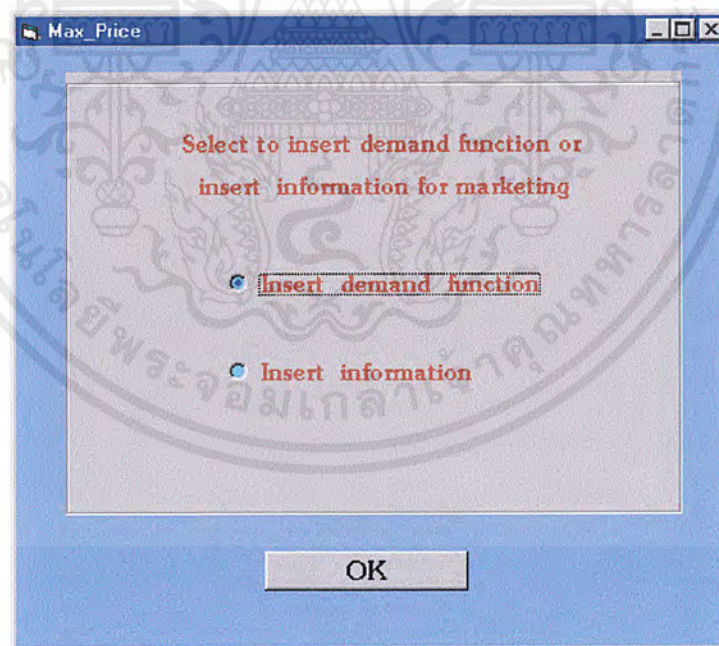 Max_Price
Select to insert demand function or
insert information for marketing
Insert demand function
Insert information
OK